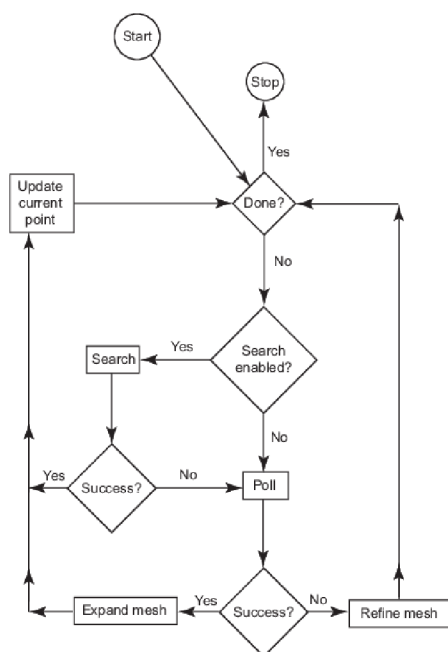 Start
Stop
Yes
Update
current
point
Done?
No
Search
Yes
Search
enabled?
No
Yes
Success?
No
Poll
Expand mesh
Yes
Success?
No
Refine mesh